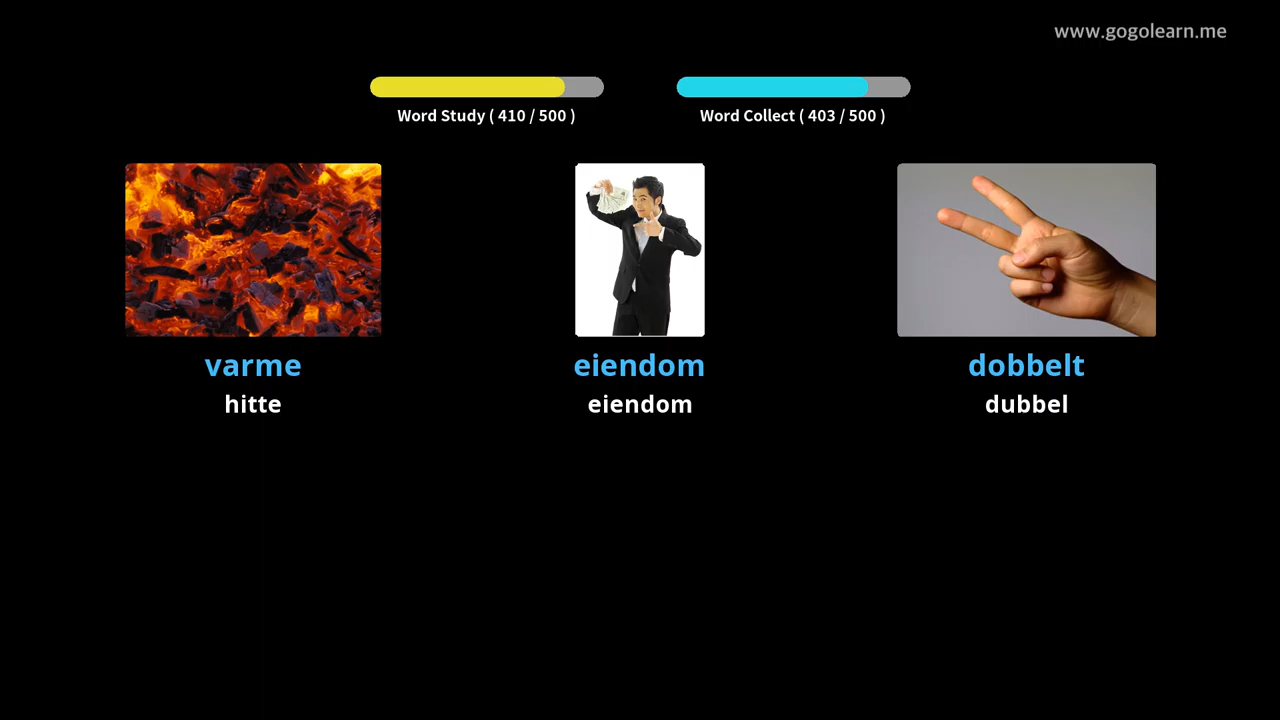 www.gogolearn.me
Word Study ( 410 / 500 )
Word Collect ( 403 / 500 )
varme
eiendom
dobbelt
hitte
eiendom
dubbel